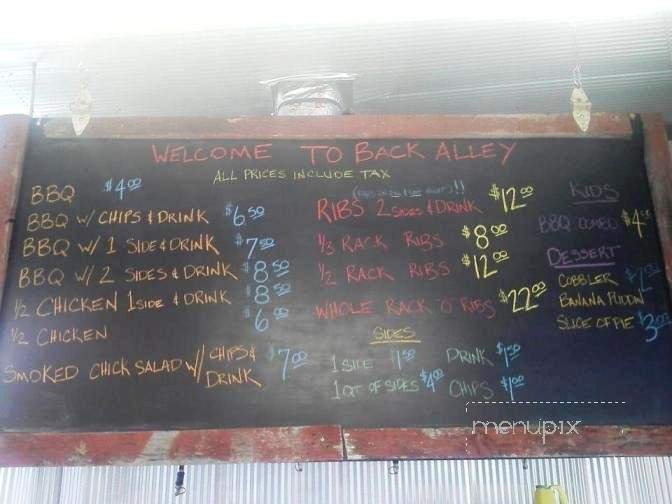 WELCOME TO BACK ALLEY
ALL PRICES INCLUDE TAX
BBQ $4.00
BBQ W/ CHIPS & DRINK $6.50
BBQ W/ 1 SIDE & DRINK $7.50
BBQ W/ 2 SIDES & DRINK $8.50
1/2 CHICKEN 1 SIDE & DRINK $8.50
1/2 CHICKEN $6.00
SMOKED CHICK SALAD W/ CHIPS & DRINK $7.00
RIBS 2 SIDES & DRINK $12.00
1/3 RACK RIBS $8.00
1/2 RACK RIBS $12.00
WHOLE RACK O RIBS $22.00
SIDES
1 SIDE $1.50 DRINK $1.50
1 QT OF SIDES $4.00 CHIPS $1.00
KIDS
BBQ COMBO
DESSERT
COBBLER
BANANA PUDDIN
SLICE OF PIE $3.00
menupix